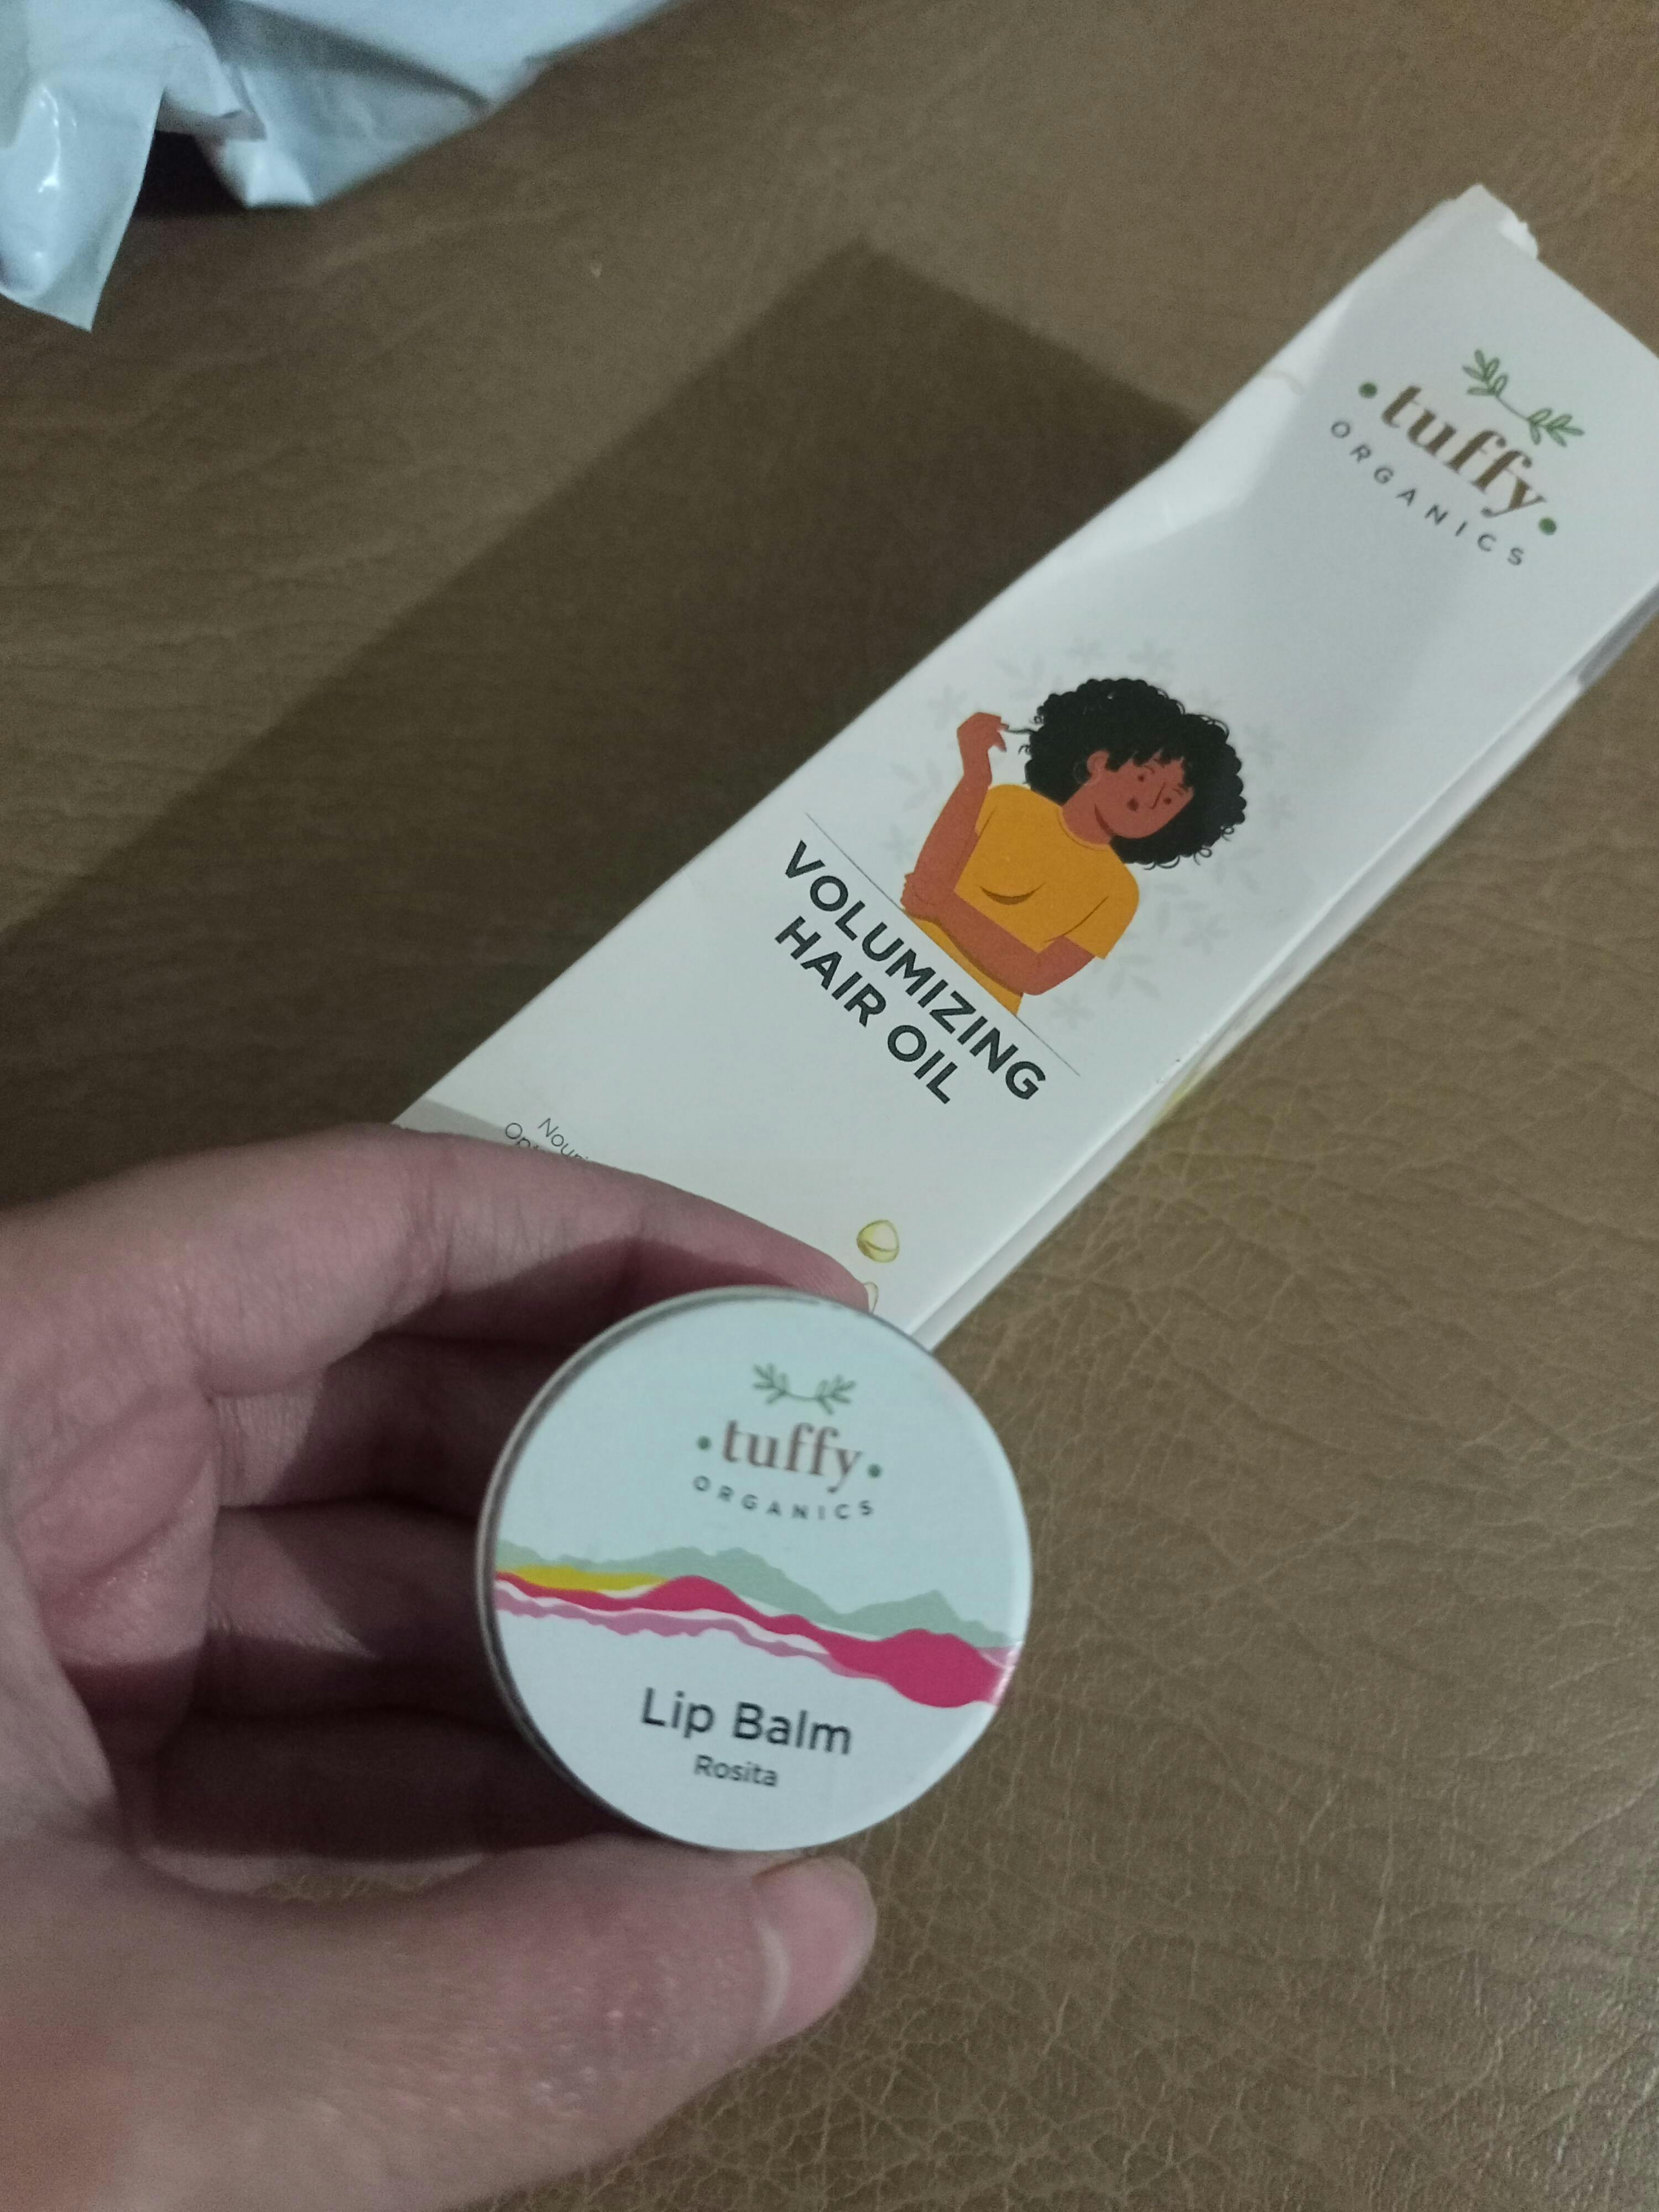 tuffy
ORGANICS
VOLUMIZING
HAIR OIL
tuffy
ORGANICS
Lip Balm
Rosita